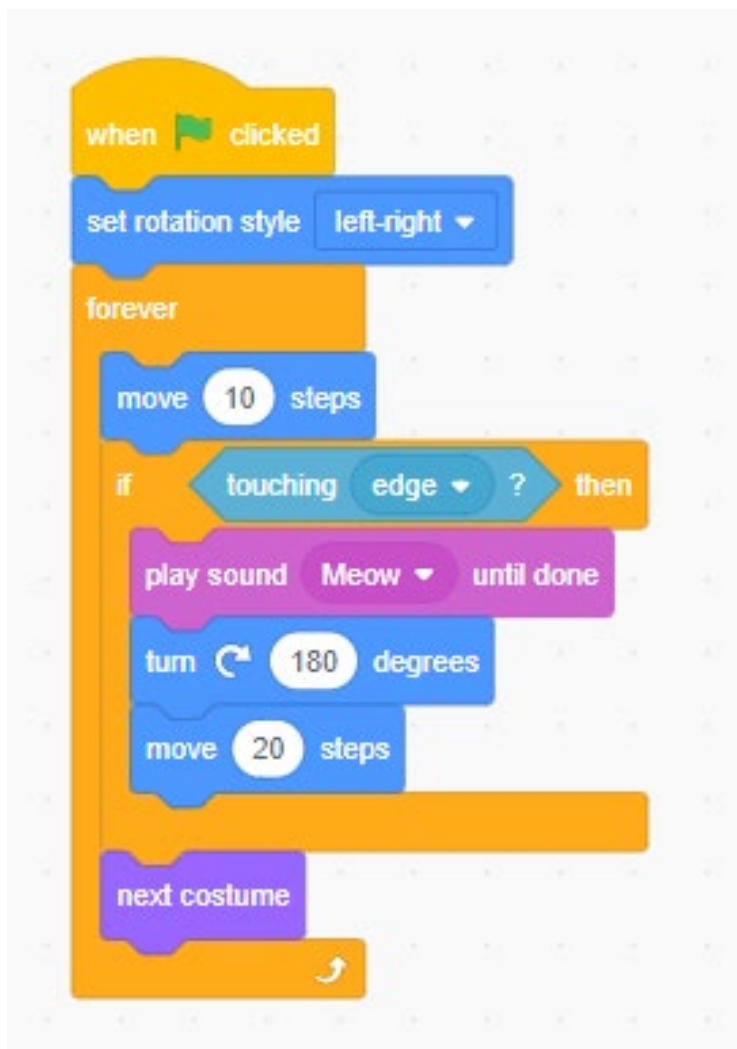 when clicked
set rotation style left-right
forever
move 10 steps
if touching edge ? then
play sound Meow until done
turn 180 degrees
move 20 steps
next costume